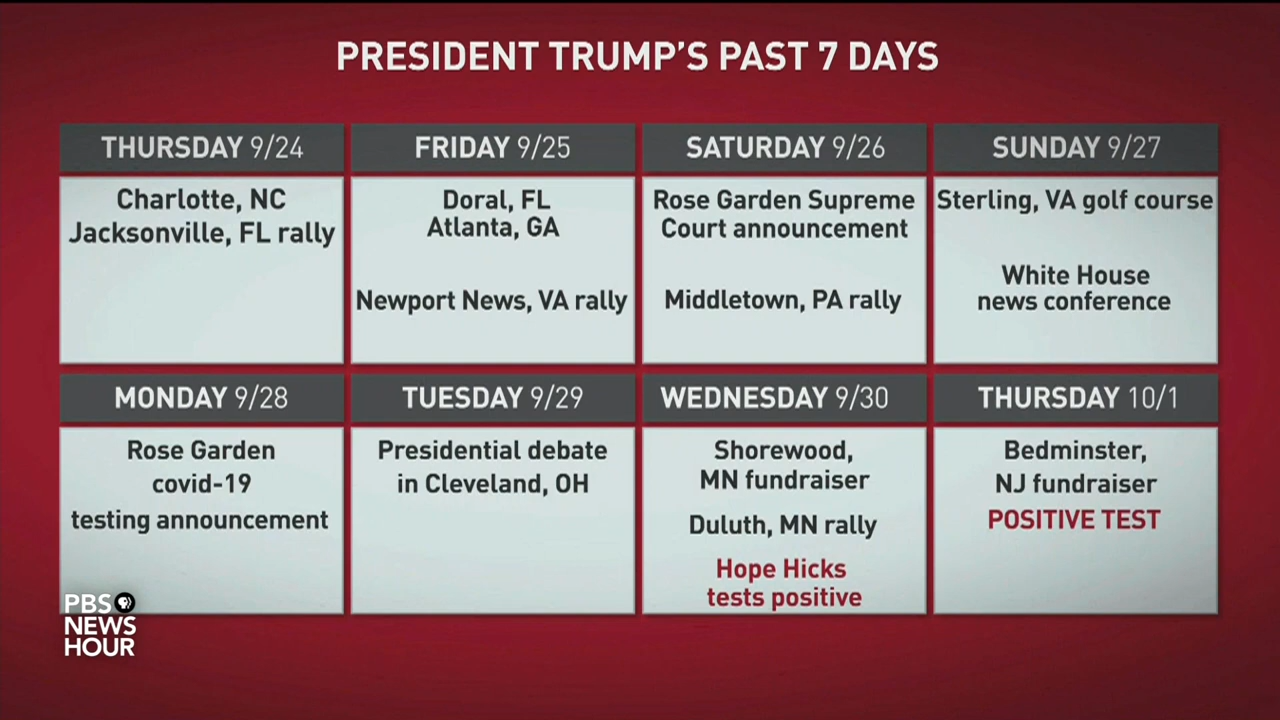 PRESIDENT TRUMP'S PAST 7 DAYS
THURSDAY 9/24
Charlotte, NC
Jacksonville, FL rally
FRIDAY 9/25
Doral, FL
Atlanta, GA
Newport News, VA rally
SATURDAY 9/26
Rose Garden Supreme
Court announcement
Middletown, PA rally
SUNDAY 9/27
Sterling, VA golf course
White House
news conference
MONDAY 9/28
Rose Garden
covid-19
testing announcement
TUESDAY 9/29
Presidential debate
in Cleveland, OH
WEDNESDAY 9/30
Shorewood,
MN fundraiser
Duluth, MN rally
Hope Hicks
tests positive
THURSDAY 10/1
Bedminster,
NJ fundraiser
POSITIVE TEST
PBS
NEWS
HOUR